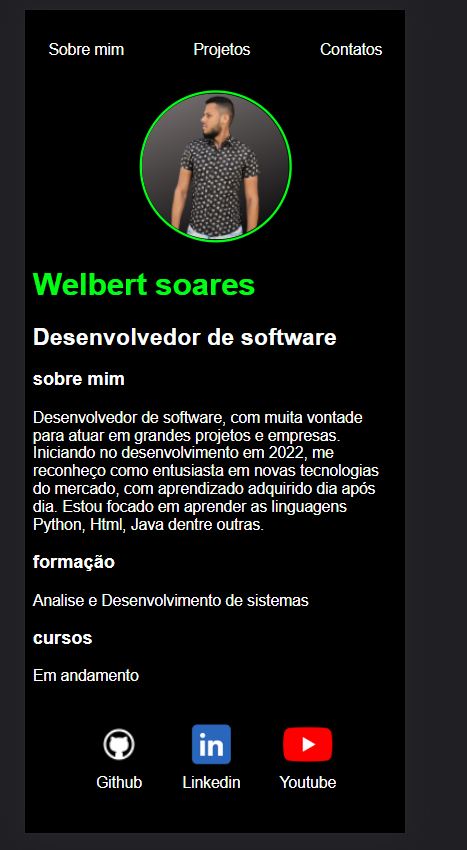 Sobre mim Projetos Contatos
Welbert soares
Desenvolvedor de software
sobre mim
Desenvolvedor de software, com muita vontade
para atuar em grandes projetos e empresas.
Iniciando no desenvolvimento em 2022, me
reconheço como entusiasta em novas tecnologias
do mercado, com aprendizado adquirido dia após
dia. Estou focado em aprender as linguagens
Python, Html, Java dentre outras.
formação
Analise e Desenvolvimento de sistemas
cursos
Em andamento
in
Github Linkedin Youtube